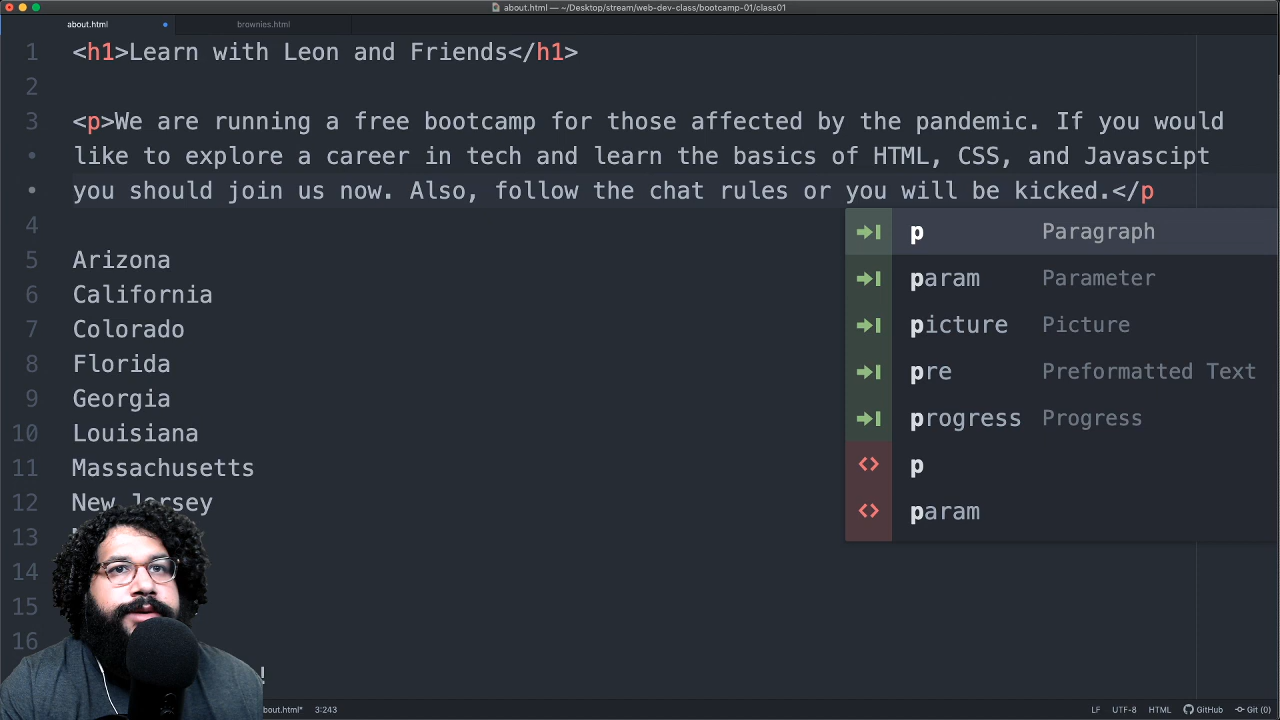 about.html — ~/Desktop/stream/web-dev-class/bootcamp-01/class01
about.html
brownies.html
1 <h1>Learn with Leon and Friends</h1>
2
3 <p>We are running a free bootcamp for those affected by the pandemic. If you would
• like to explore a career in tech and learn the basics of HTML, CSS, and Javascipt
• you should join us now. Also, follow the chat rules or you will be kicked.</p
4
5 Arizona
6 California
7 Colorado
8 Florida
9 Georgia
10 Louisiana
11 Massachusetts
12 New Jersey
13
14
15
16
!
p Paragraph
param Parameter
picture Picture
pre Preformatted Text
progress Progress
p
param
bout.html* 3:243 LF UTF-8 HTML GitHub Git (0)